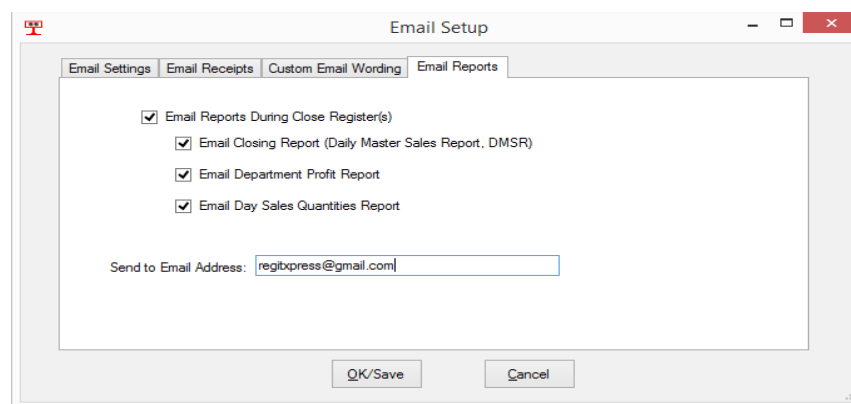 Email Setup
Email Settings Email Receipts Custom Email Wording Email Reports
Email Reports During Close Register(s)
Email Closing Report (Daily Master Sales Report, DMSR)
Email Department Profit Report
Email Day Sales Quantities Report
Send to Email Address: regitxpress@gmail.com
OK/Save Cancel